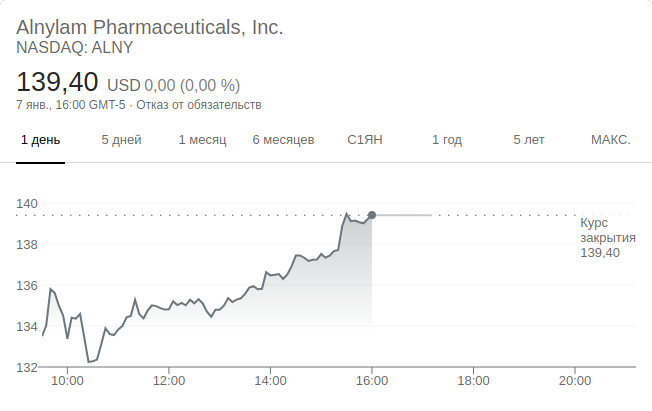 Alnylam Pharmaceuticals, Inc.
NASDAQ: ALNY
139,40 USD 0,00 (0,00 %)
7 янв., 16:00 GMT-5 · Отказ от обязательств
1 день 5 дней 1 месяц 6 месяцев С1ЯН 1 год 5 лет МАКС.
140
138
136
134
132
Курс
закрытия
139,40
10:00 12:00 14:00 16:00 18:00 20:00